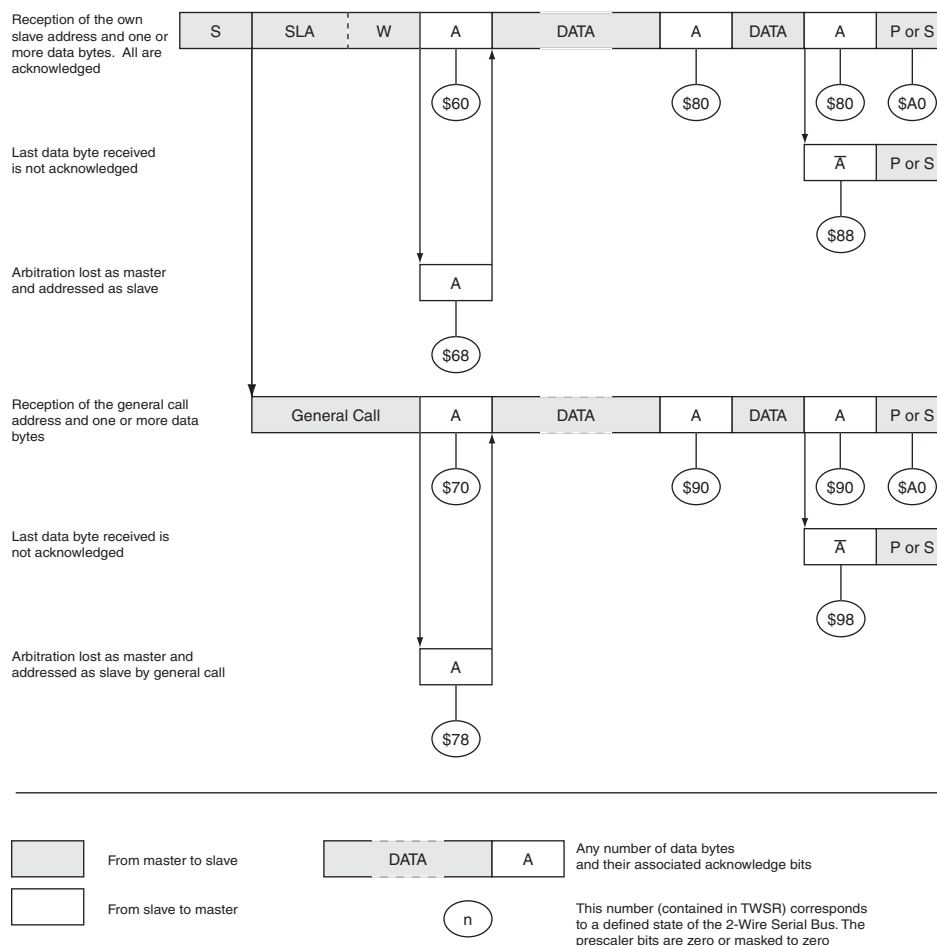 Reception of the own
slave address and one or
more data bytes. All are
acknowledged
S SLA W A DATA A DATA A P or S
$60 $80 $80 $A0
Last data byte received
is not acknowledged
A̅ P or S
$88
Arbitration lost as master
and addressed as slave
A
$68
Reception of the general call
address and one or more data
bytes
General Call A DATA A DATA A P or S
$70 $90 $90 $A0
Last data byte received is
not acknowledged
A̅ P or S
$98
Arbitration lost as master and
addressed as slave by general call
A
$78
From master to slave
DATA A
Any number of data bytes
and their associated acknowledge bits
From slave to master
n
This number (contained in TWSR) corresponds
to a defined state of the 2-Wire Serial Bus. The
prescaler bits are zero or masked to zero